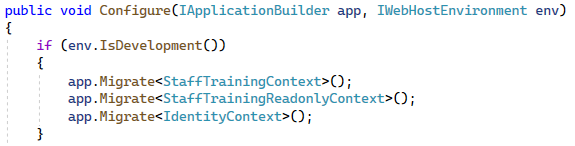 public void Configure(IApplicationBuilder app, IWebHostEnvironment env)
{
    if (env.IsDevelopment())
    {
        app.Migrate<StaffTrainingContext>();
        app.Migrate<StaffTrainingReadonlyContext>();
        app.Migrate<IdentityContext>();
    }